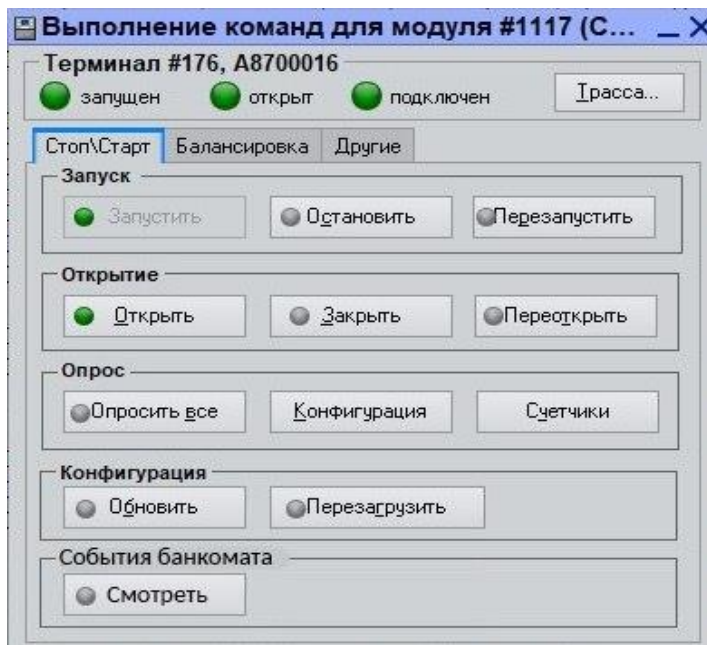 Выполнение команд для модуля #1117 (С...
Терминал #176, A8700016
запущен открыт подключен Трасса...
Стоп\Старт Балансировка Другие
Запуск
Запустить Остановить Перезапустить
Открытие
Открыть Закрыть Переоткрыть
Опрос
Опросить все Конфигурация Счетчики
Конфигурация
Обновить Перезагрузить
События банкомата
Смотреть